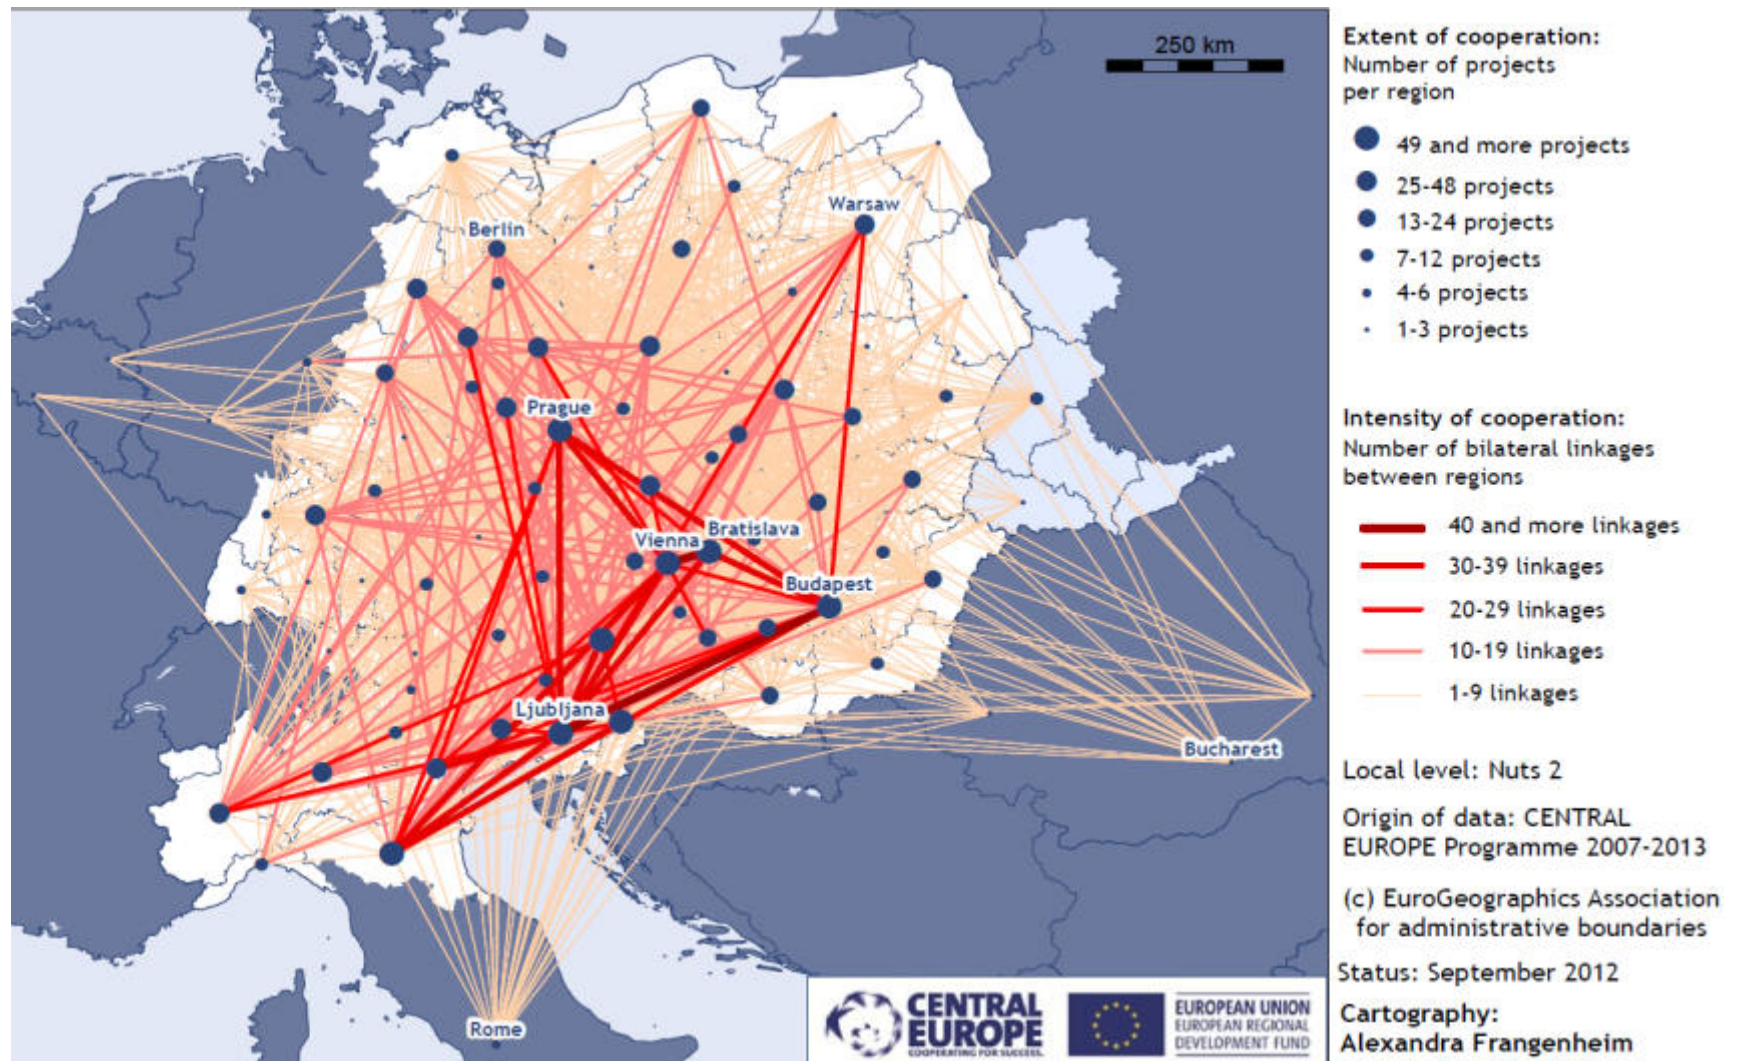 250 km
Warsaw
Berlin
Prague
Bratislava
Vienna
Budapest
Ljubljana
Bucharest
Rome
Extent of cooperation:
Number of projects
per region
49 and more projects
25-48 projects
13-24 projects
7-12 projects
4-6 projects
1-3 projects
Intensity of cooperation:
Number of bilateral linkages
between regions
40 and more linkages
30-39 linkages
20-29 linkages
10-19 linkages
1-9 linkages
Local level: Nuts 2
Origin of data: CENTRAL
EUROPE Programme 2007-2013
(c) EuroGeographics Association
for administrative boundaries
Status: September 2012
Cartography:
Alexandra Frangenheim
CENTRAL
EUROPE
COOPERATING FOR SUCCESS.
EUROPEAN UNION
EUROPEAN REGIONAL
DEVELOPMENT FUND